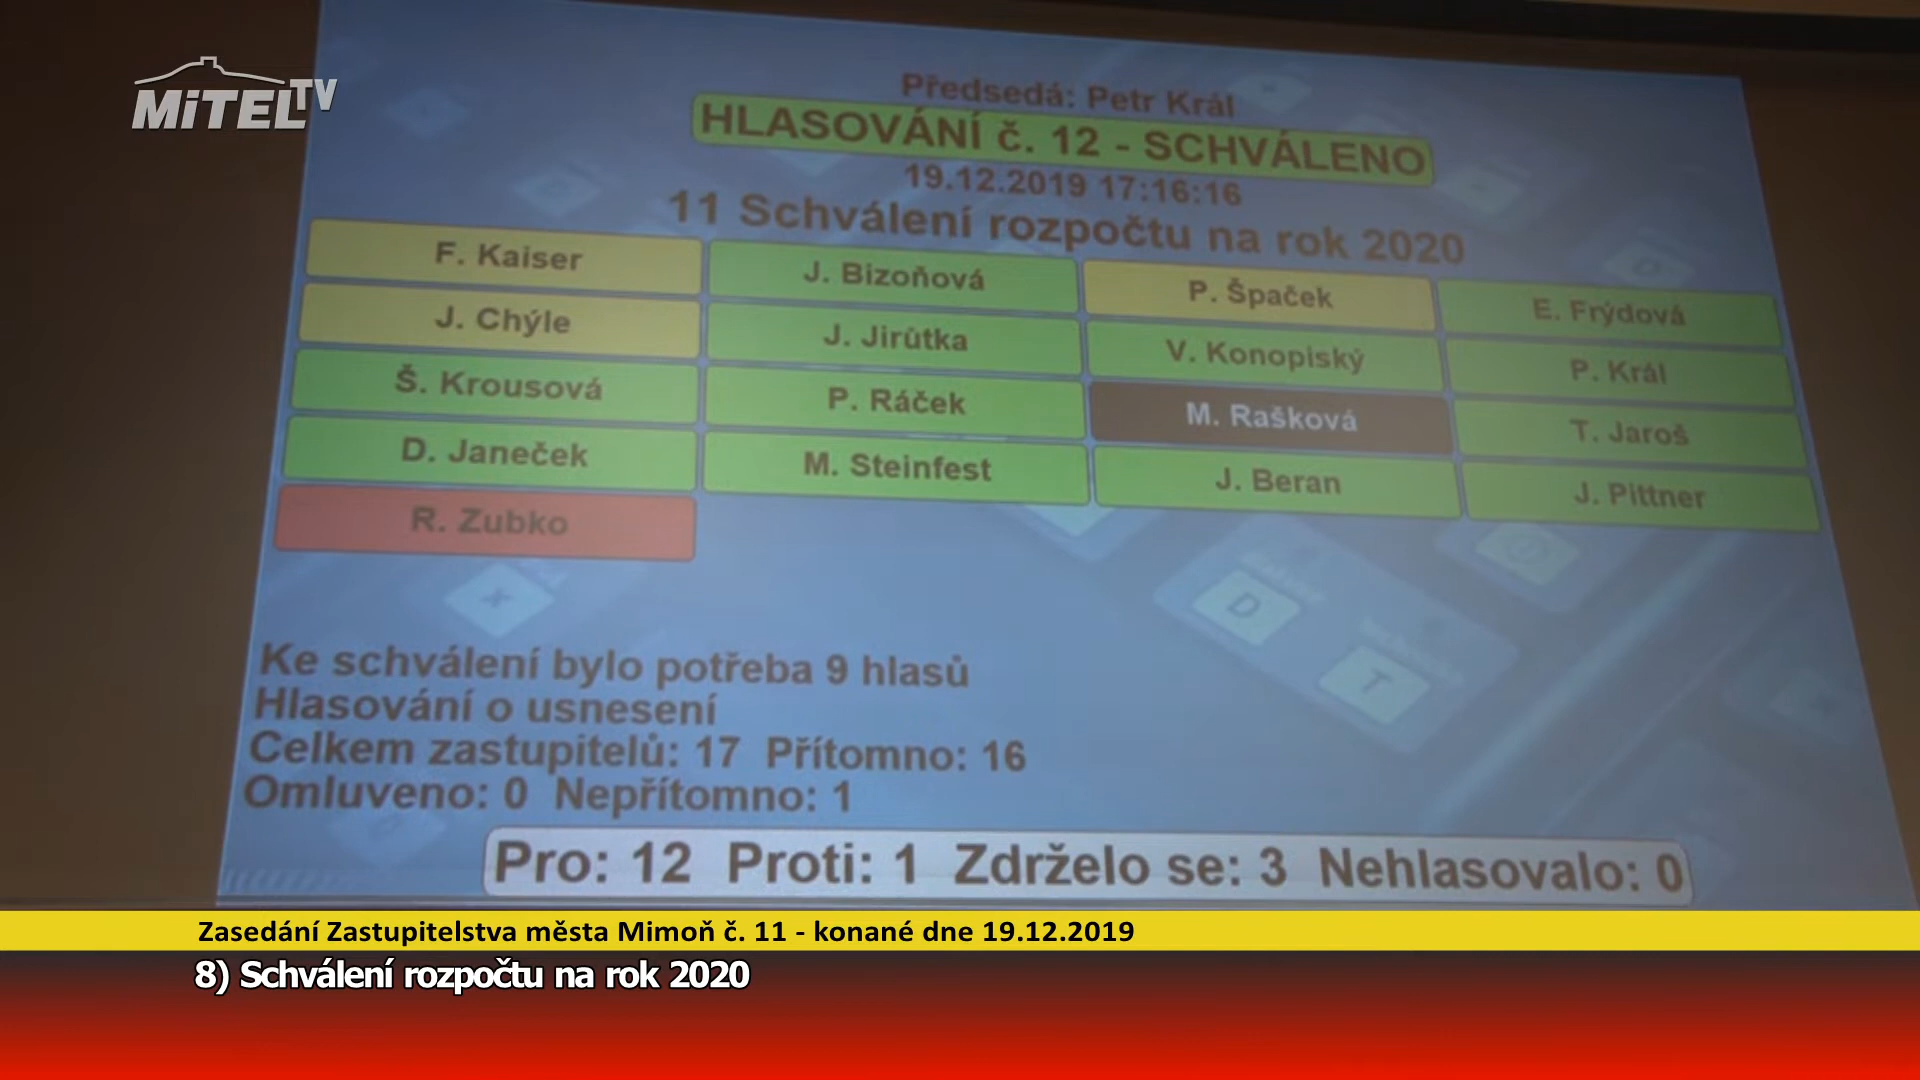 MiTEL TV
Předsedá: Petr Král
HLASOVÁNÍ č. 12 - SCHVÁLENO
19.12.2019 17:16:16
11 Schválení rozpočtu na rok 2020
F. Kaiser J. Bizoňová P. Špaček E. Frýdová
J. Chýle J. Jirůtka V. Konopiský P. Král
Š. Krousová P. Ráček M. Rašková T. Jaroš
D. Janeček M. Steinfest J. Beran J. Pittner
R. Zubko
X
D
T
Ke schválení bylo potřeba 9 hlasů
Hlasování o usnesení
Celkem zastupitelů: 17 Přítomno: 16
Omluveno: 0 Nepřítomno: 1
Pro: 12 Proti: 1 Zdrželo se: 3 Nehlasovalo: 0
Zasedání Zastupitelstva města Mimoň č. 11 - konané dne 19.12.2019
8) Schválení rozpočtu na rok 2020